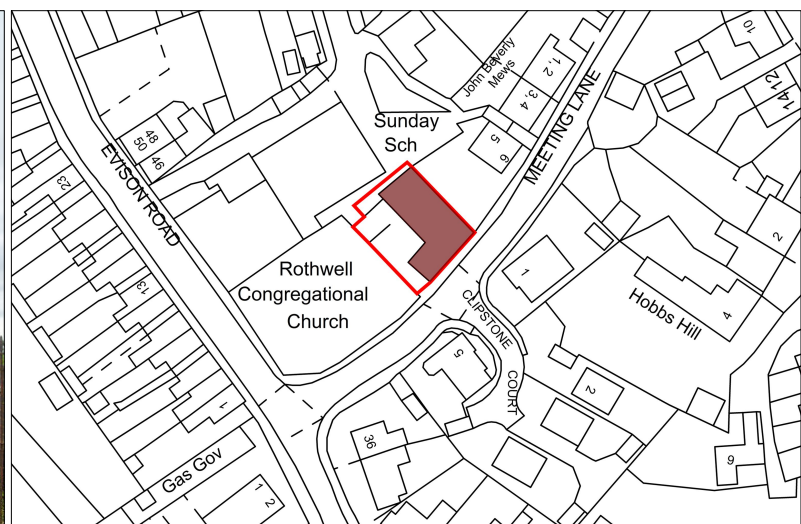 10
John Beverly
Mews
1, 2
3, 4
14
12
MEETING LANE
Sunday
Sch
5
6
48
50
46
EVISON ROAD
23
2
Rothwell
Congregational
Church
1
Hobbs Hill
4
13
CLIPSTONE
COURT
5
2
1
36
9
Gas Gov
1
2